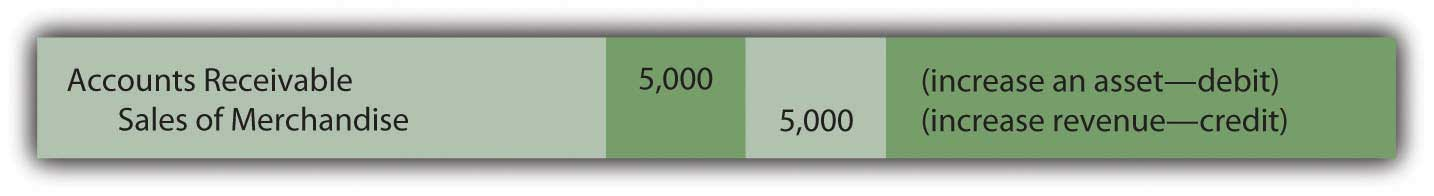 Accounts Receivable 5,000 (increase an asset—debit)
Sales of Merchandise 5,000 (increase revenue—credit)